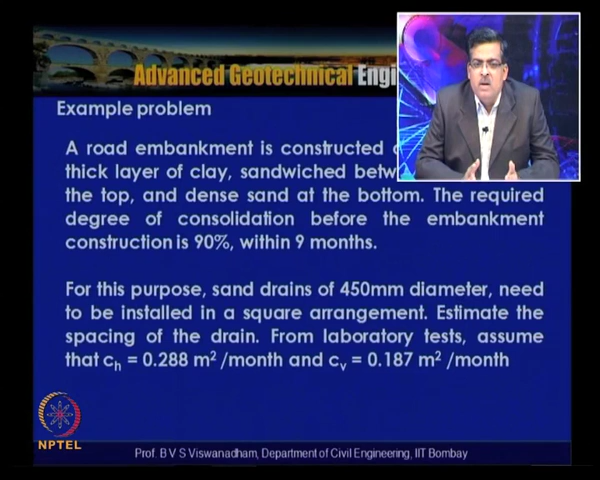 Advanced Geotechnical Engi
Example problem
A road embankment is constructed
thick layer of clay, sandwiched betw
the top, and dense sand at the bottom. The required
degree of consolidation before the embankment
construction is 90%, within 9 months.
For this purpose, sand drains of 450mm diameter, need
to be installed in a square arrangement. Estimate the
spacing of the drain. From laboratory tests, assume
that cₕ = 0.288 m² /month and cᵥ = 0.187 m² /month
NPTEL
Prof. B V S Viswanadham, Department of Civil Engineering, IIT Bombay